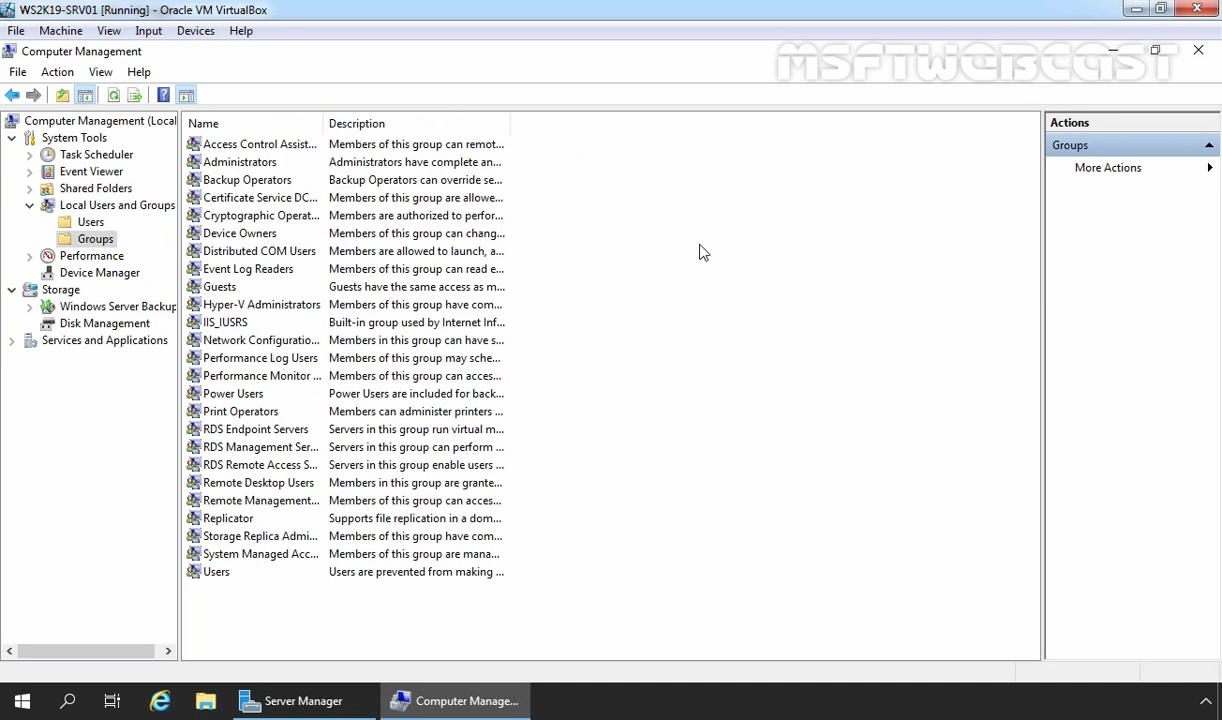 WS2K19-SRV01 [Running] - Oracle VM VirtualBox
File Machine View Input Devices Help
Computer Management
MSFTWEBCAST
File Action View Help
Computer Management (Local
System Tools
Task Scheduler
Event Viewer
Shared Folders
Local Users and Groups
Users
Groups
Performance
Device Manager
Storage
Windows Server Backup
Disk Management
Services and Applications
Name Description
Access Control Assist... Members of this group can remot...
Administrators Administrators have complete an...
Backup Operators Backup Operators can override se...
Certificate Service DC... Members of this group are allowe...
Cryptographic Operat... Members are authorized to perfor...
Device Owners Members of this group can chang...
Distributed COM Users Members are allowed to launch, a...
Event Log Readers Members of this group can read e...
Guests Guests have the same access as m...
Hyper-V Administrators Members of this group have com...
IIS_IUSRS Built-in group used by Internet Inf...
Network Configuratio... Members in this group can have s...
Performance Log Users Members of this group may sche...
Performance Monitor ... Members of this group can acces...
Power Users Power Users are included for back...
Print Operators Members can administer printers ...
RDS Endpoint Servers Servers in this group run virtual m...
RDS Management Ser... Servers in this group can perform ...
RDS Remote Access S... Servers in this group enable users ...
Remote Desktop Users Members in this group are grante...
Remote Management... Members of this group can acces...
Replicator Supports file replication in a dom...
Storage Replica Admi... Members of this group have com...
System Managed Acc... Members of this group are mana...
Users Users are prevented from making ...
Actions
Groups
More Actions
Server Manager
Computer Manage...